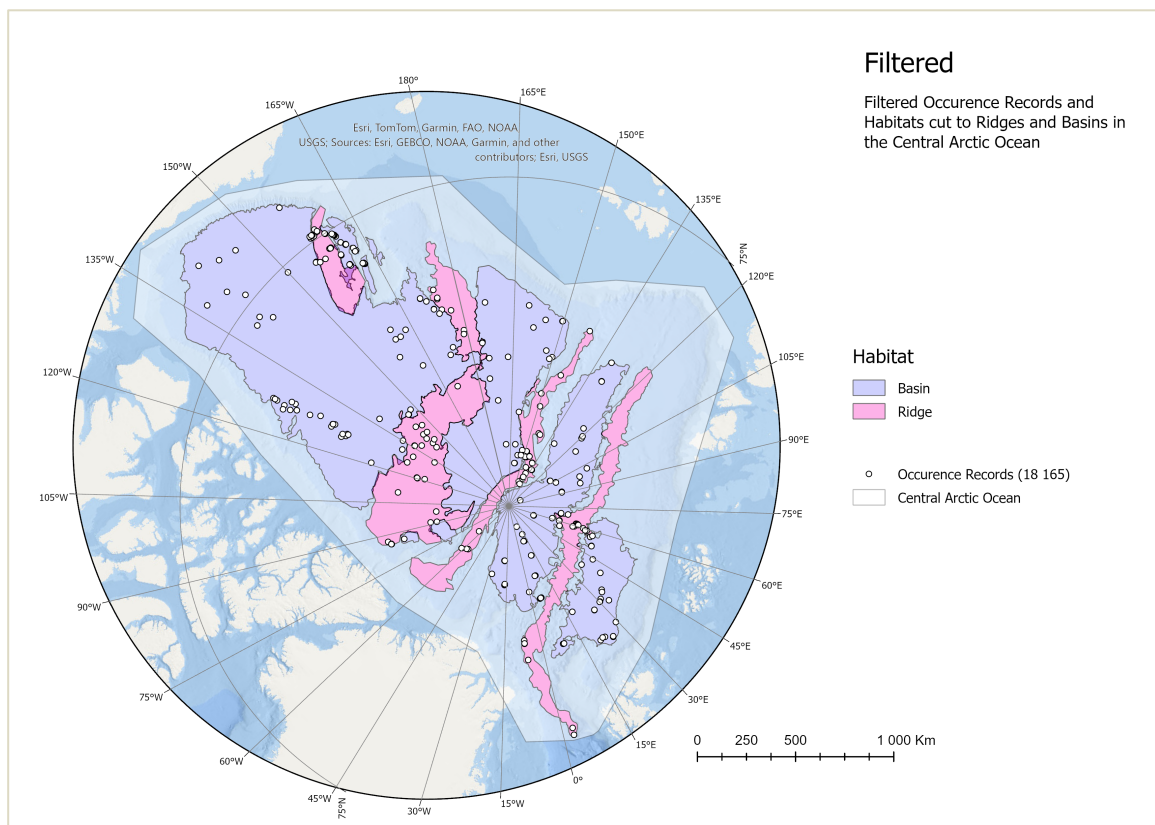 Filtered
Filtered Occurence Records and
Habitats cut to Ridges and Basins in
the Central Arctic Ocean
180°
165°W
165°E
150°W
150°E
135°W
135°E
75°N
120°E
120°W
105°E
105°W
90°E
90°W
75°E
75°W
60°E
60°W
45°E
45°W
75°N
30°E
30°W
15°E
15°W
0°
Esri, TomTom, Garmin, FAO, NOAA,
USGS; Sources: Esri, GEBCO, NOAA, Garmin, and other
contributors; Esri, USGS
Habitat
Basin
Ridge
Occurence Records (18 165)
Central Arctic Ocean
0 250 500 1 000 Km